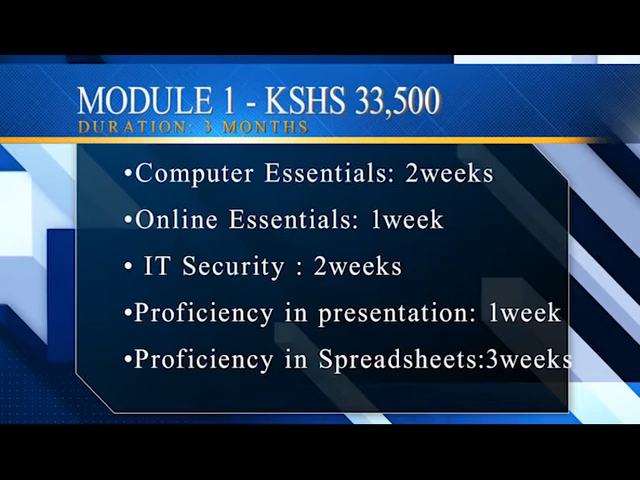 MODULE 1 - KSHS 33,500
DURATION: 3 MONTHS
•Computer Essentials: 2weeks
•Online Essentials: 1week
• IT Security : 2weeks
•Proficiency in presentation: 1week
•Proficiency in Spreadsheets:3weeks